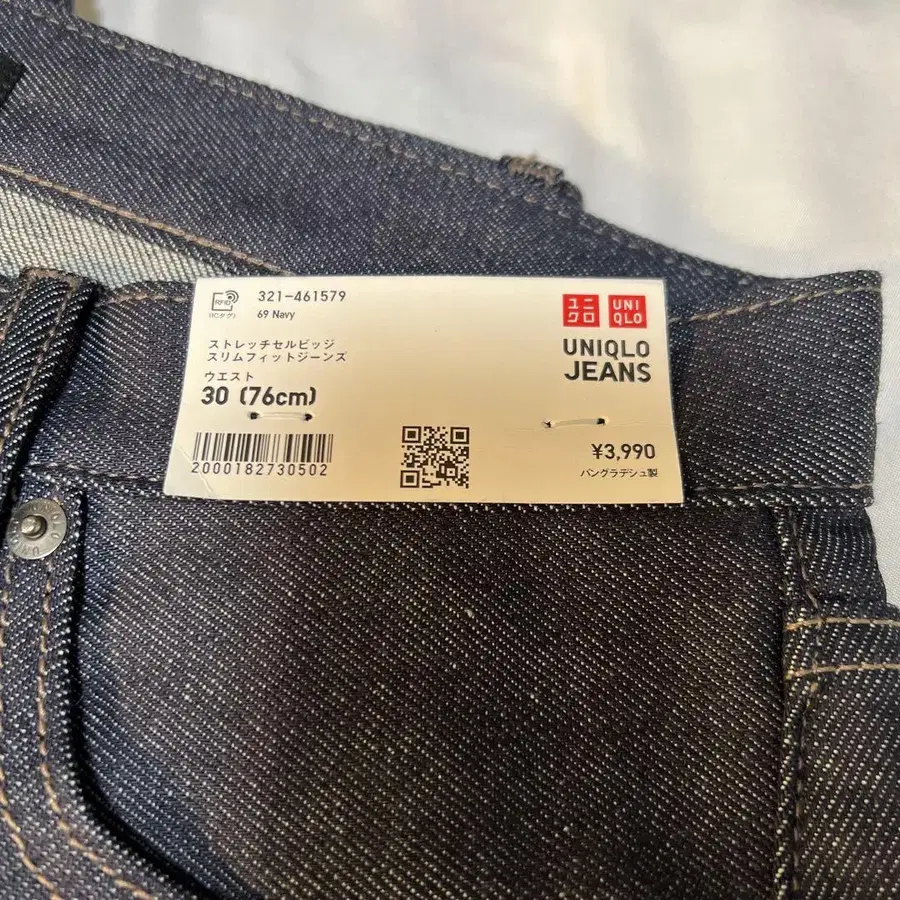 RFID
(ICタグ)
321-461579
69 Navy
ストレッチセルビッジ
スリムフィットジーンズ
ウエスト
30 (76cm)
2000182730502
ユニ
クロ
UNI
QLO
UNIQLO
JEANS
¥3,990
バングラデシュ製